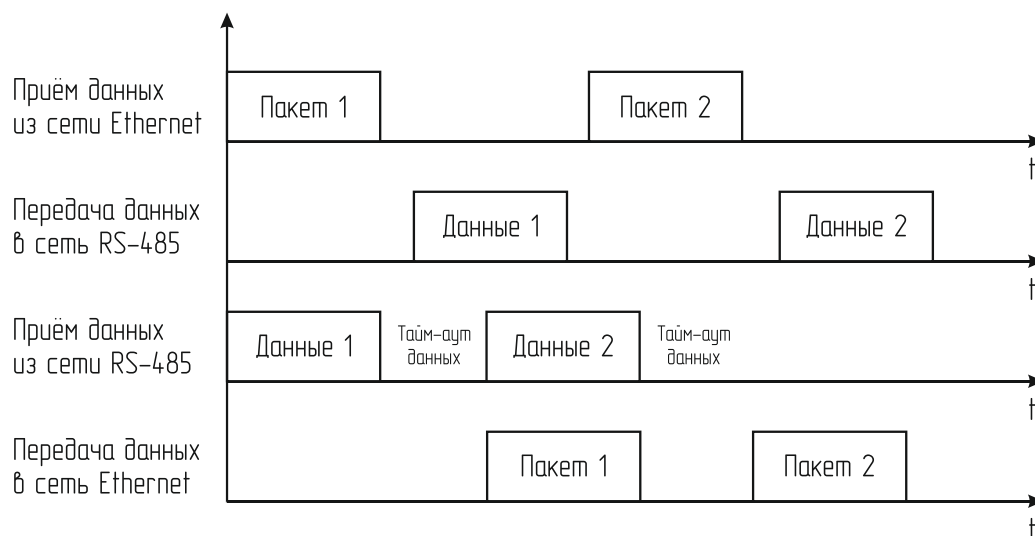 Приём данных
из сети Ethernet
Пакет 1
Пакет 2
t
Передача данных
в сеть RS-485
Данные 1
Данные 2
t
Приём данных
из сети RS-485
Данные 1
Тайм-аут
данных
Данные 2
Тайм-аут
данных
t
Передача данных
в сеть Ethernet
Пакет 1
Пакет 2
t